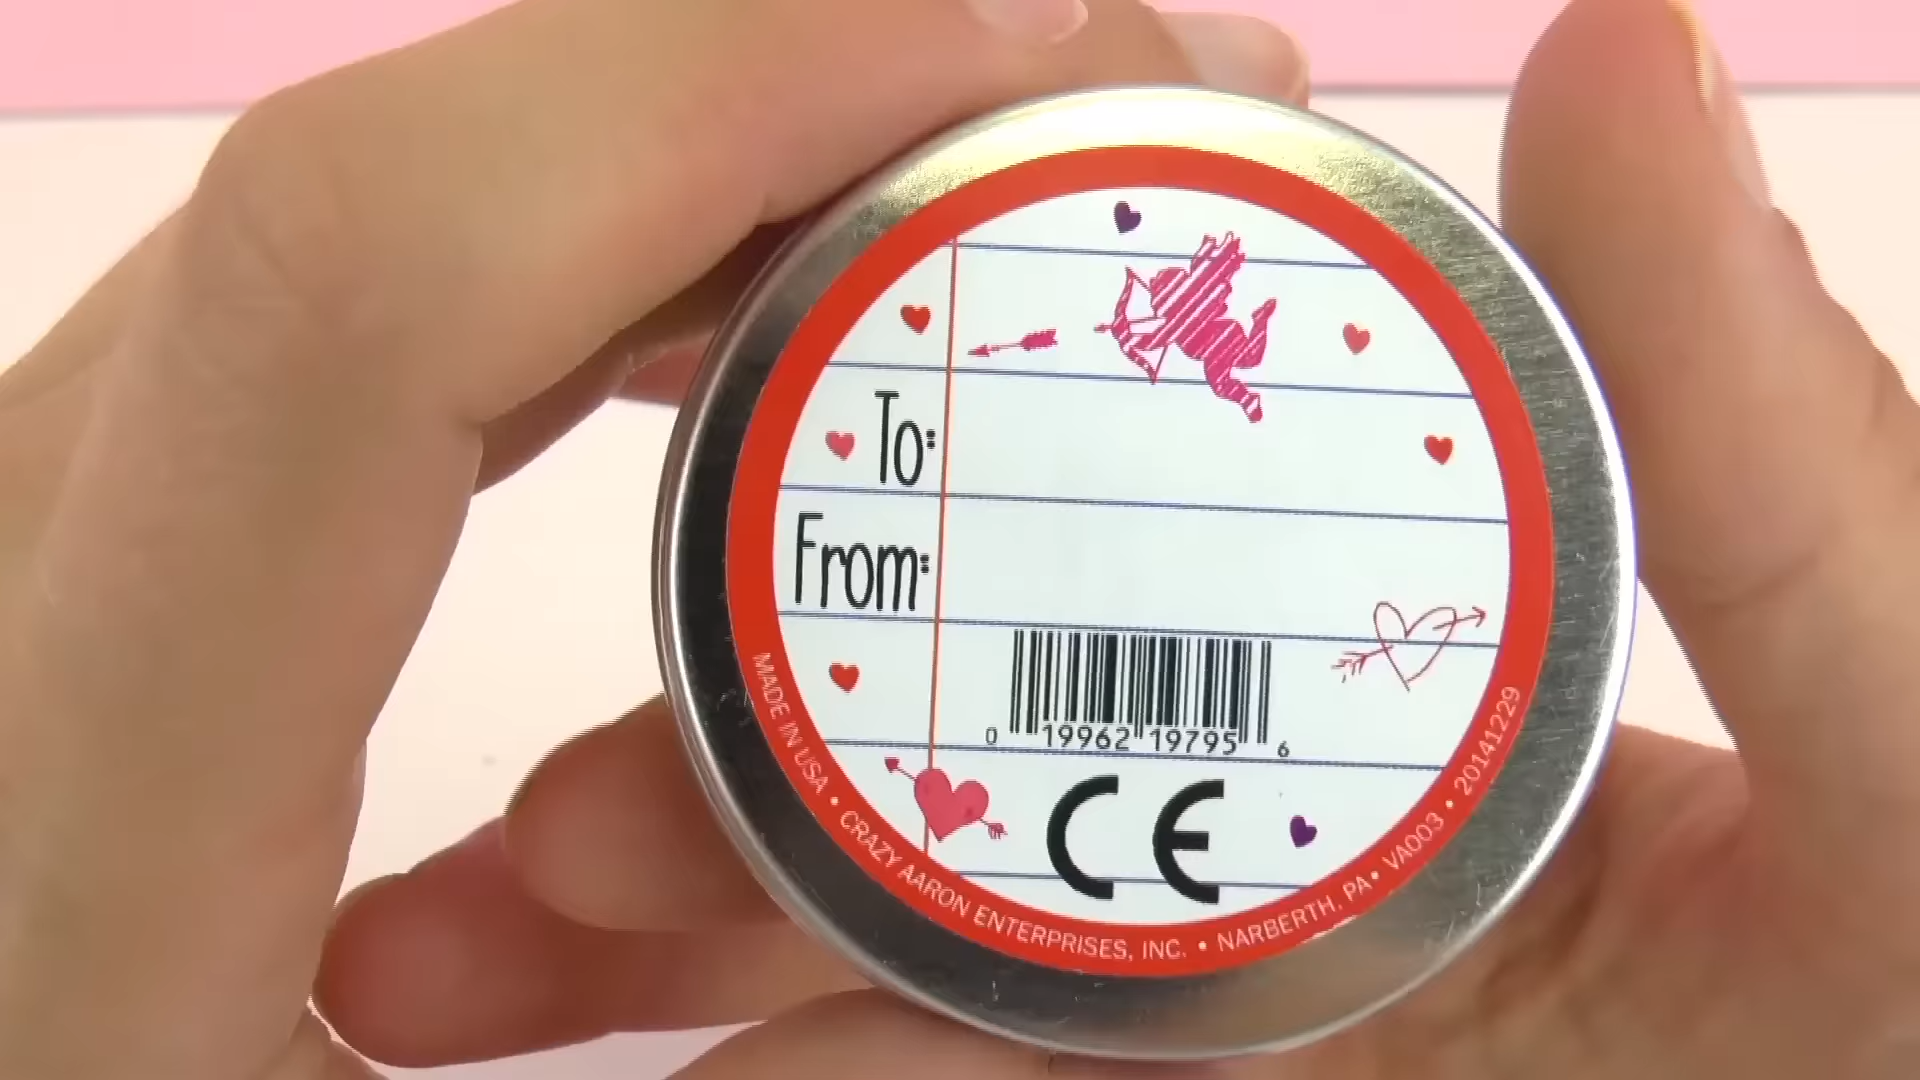 To:
From:
0 19962 19795 6
CE
MADE IN USA • CRAZY AARON ENTERPRISES, INC. • NARBERTH, PA • VA003 • 20141229